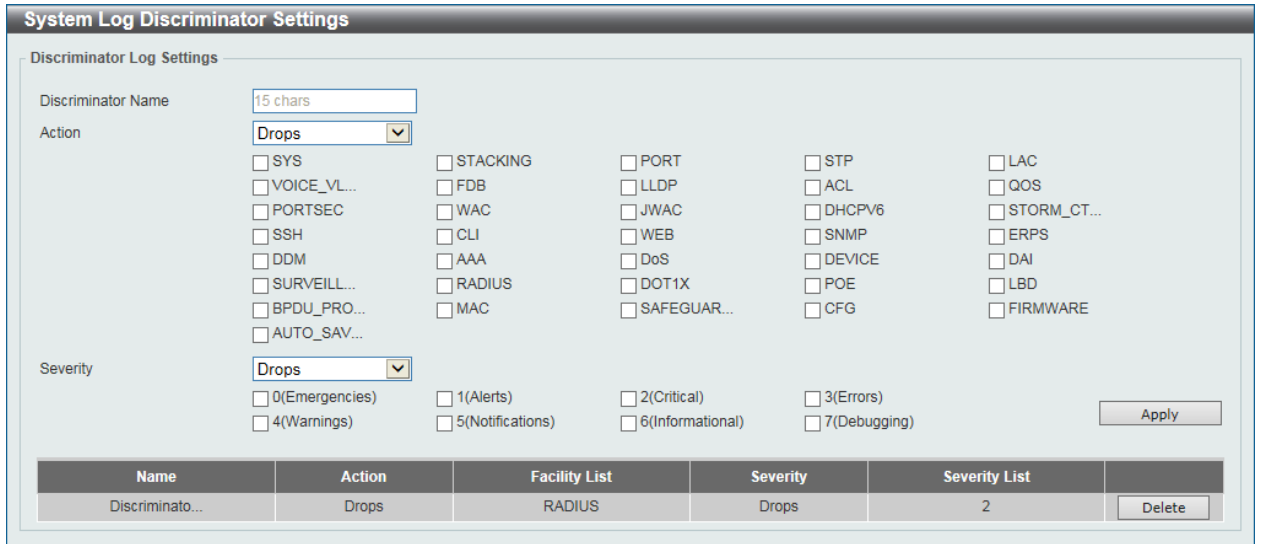 System Log Discriminator Settings
Discriminator Log Settings
Discriminator Name 15 chars
Action Drops
SYS STACKING PORT STP LAC
VOICE_VL... FDB LLDP ACL QOS
PORTSEC WAC JWAC DHCPV6 STORM_CT...
SSH CLI WEB SNMP ERPS
DDM AAA DoS DEVICE DAI
SURVEILL... RADIUS DOT1X POE LBD
BPDU_PRO... MAC SAFEGUAR... CFG FIRMWARE
AUTO_SAV...
Severity Drops
0(Emergencies) 1(Alerts) 2(Critical) 3(Errors)
4(Warnings) 5(Notifications) 6(Informational) 7(Debugging) Apply
Name Action Facility List Severity Severity List
Discriminato... Drops RADIUS Drops 2 Delete